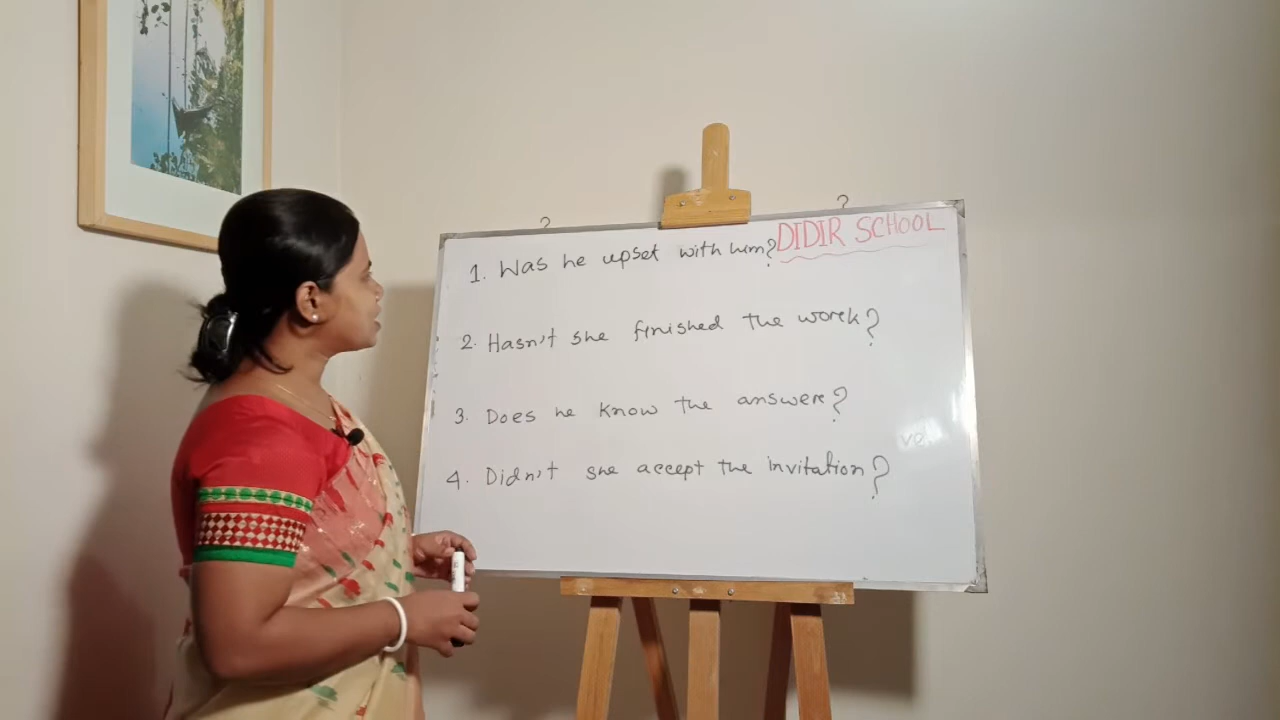 DIDIR SCHOOL
1. Was he upset with him?
2. Hasn't she finished the work?
3. Does he know the answer?
4. Didn't she accept the invitation?